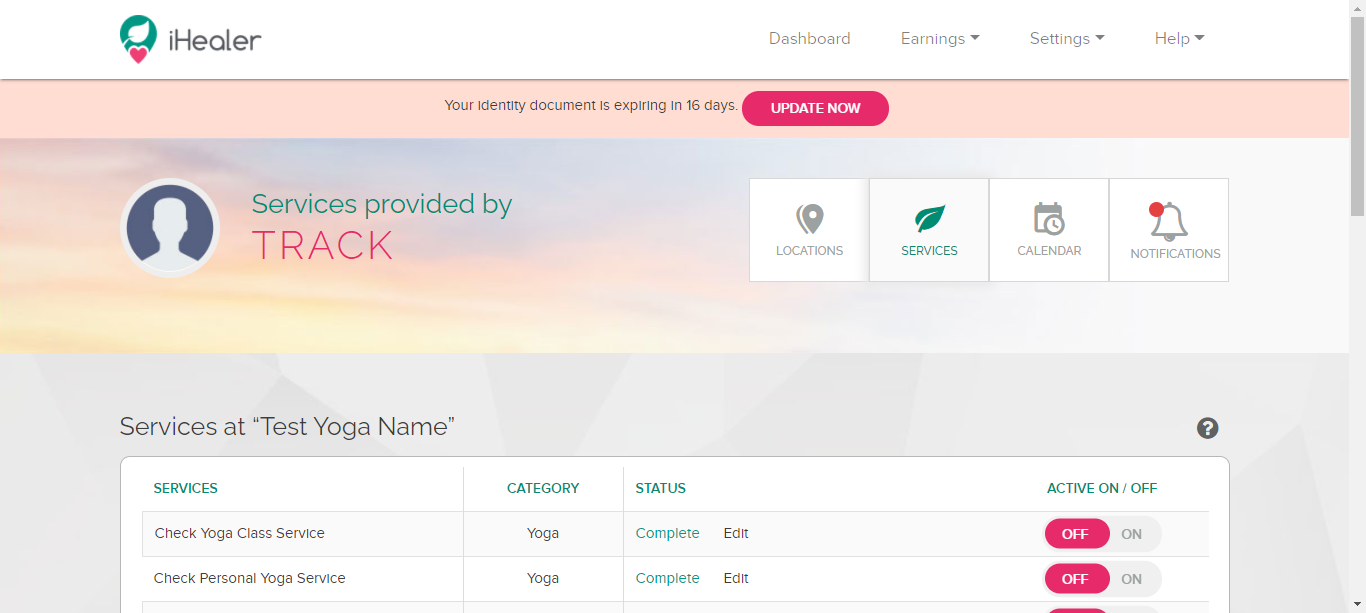 iHealer
Dashboard Earnings Settings Help
Your identity document is expiring in 16 days. UPDATE NOW
Services provided by
TRACK
LOCATIONS SERVICES CALENDAR NOTIFICATIONS
Services at “Test Yoga Name”
?
SERVICES CATEGORY STATUS ACTIVE ON / OFF
Check Yoga Class Service Yoga Complete Edit OFF ON
Check Personal Yoga Service Yoga Complete Edit OFF ON